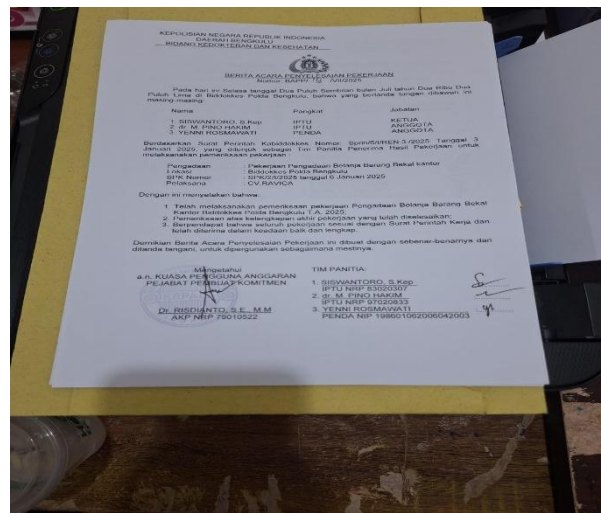 KEPOLISIAN NEGARA REPUBLIK INDONESIA
DAERAH BENGKULU
BIDANG KEDOKTERAN DAN KESEHATAN
BERITA ACARA PENYELESAIAN PEKERJAAN
Nomor: BAPP/ /VII/2025
Pada hari ini Selasa tanggal Dua Puluh Sembilan bulan Juli tahun Dua Ribu Dua
Puluh Lima di Biddokkes Polda Bengkulu, bahwa yang bertanda tangan dibawah ini
masing-masing:
Nama Pangkat Jabatan
1. SISWANTORO, S.Kep IPTU KETUA
2. dr. M. PINO HAKIM IPTU ANGGOTA
3. YENNI ROSMAWATI PENDA ANGGOTA
Berdasarkan Surat Perintah Kabiddokkes Nomor: Tanggal 3
Januari 2025, yang ditunjuk sebagai Tim Panitia Penerima Hasil Pekerjaan untuk
melaksanakan pemeriksaan pekerjaan :
Pengadaan : Pekerjaan Pengadaan Belanja Barang Bekal kantor
Lokasi : Biddokkes Polda Bengkulu
SPK Nomor : SPK/23/2025 tanggal 6 Januari 2025
Pelaksana : CV.RAVICA
Dengan ini menyatakan bahwa:
1. Telah melaksanakan pemeriksaan pekerjaan Pengadaan Belanja Barang Bekal
Kantor Biddokkes Polda Bengkulu T.A. 2025;
2. Pemeriksaan atas kelengkapan akhir pekerjaan yang telah diselesaikan;
3. Berpendapat bahwa seluruh pekerjaan sesuai dengan Surat Perintah Kerja dan
telah diterima dalam keadaan baik dan lengkap.
Demikian Berita Acara Penyelesaian Pekerjaan ini dibuat dengan sebenar-benarnya dan
ditanda tangani, untuk dipergunakan sebagaimana mestinya.
Mengetahui
a.n. KUASA PENGGUNA ANGGARAN
PEJABAT PEMBUAT KOMITMEN
Dr. RISDIANTO, S.E., M.M
AKP NRP 79010522
TIM PANITIA:
1. SISWANTORO, S.Kep
IPTU NRP 83020307
2. dr. M. PINO HAKIM
IPTU NRP 97020833
3. YENNI ROSMAWATI
PENDA NIP 198601062006042003